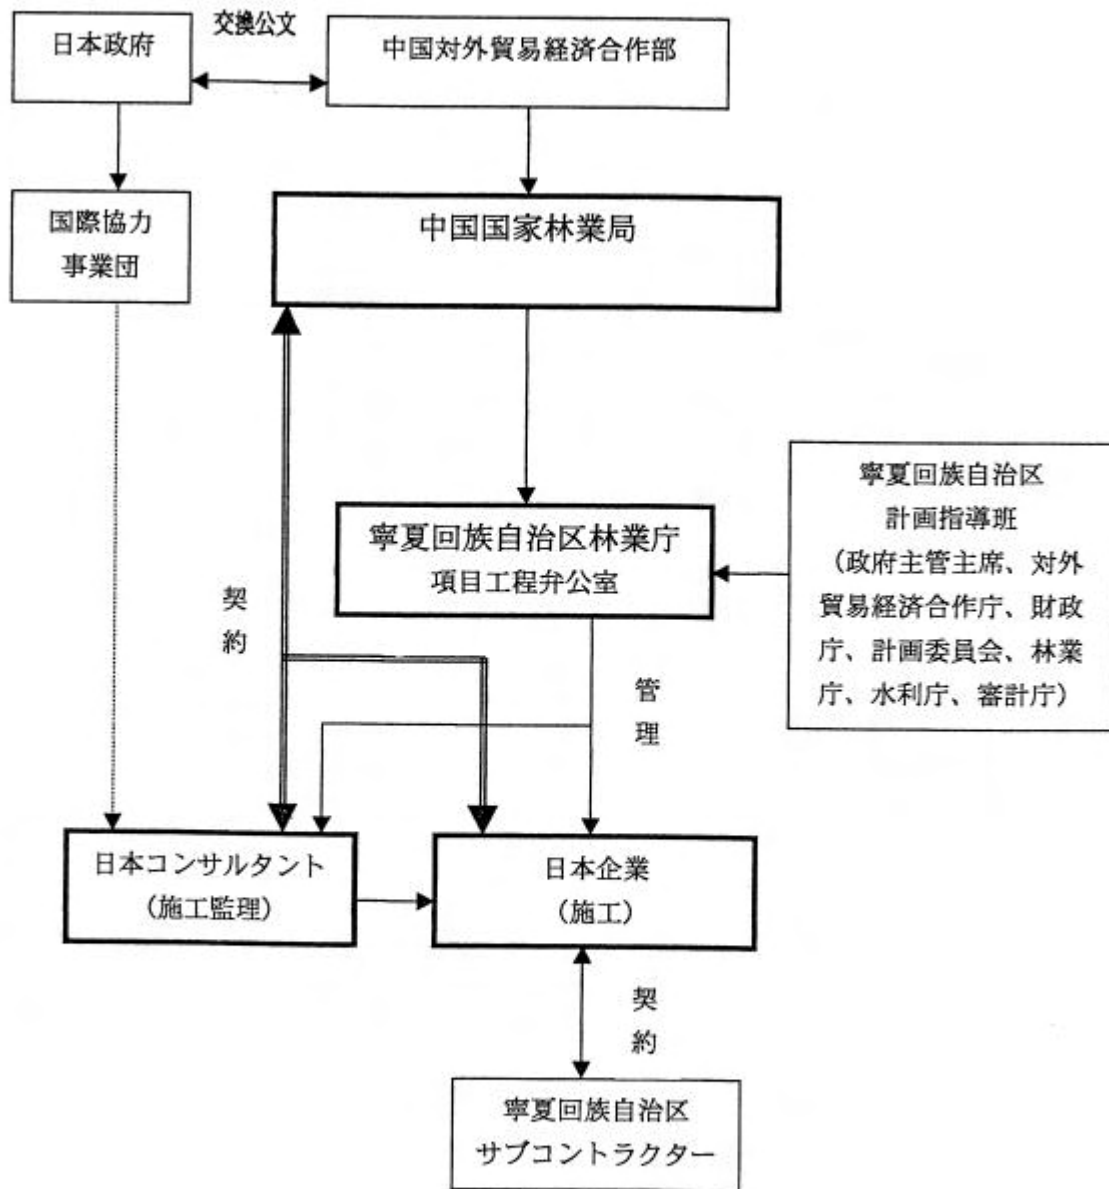 交換公文
日本政府
中国対外貿易経済合作部
国際協力
事業団
中国国家林業局
寧夏回族自治区林業庁
項目工程弁公室
寧夏回族自治区
計画指導班
（政府主管主席、対外
貿易経済合作庁、財政
庁、計画委員会、林業
庁、水利庁、審計庁）
契
約
管
理
日本コンサルタント
（施工監理）
日本企業
（施工）
契
約
寧夏回族自治区
サブコントラクター